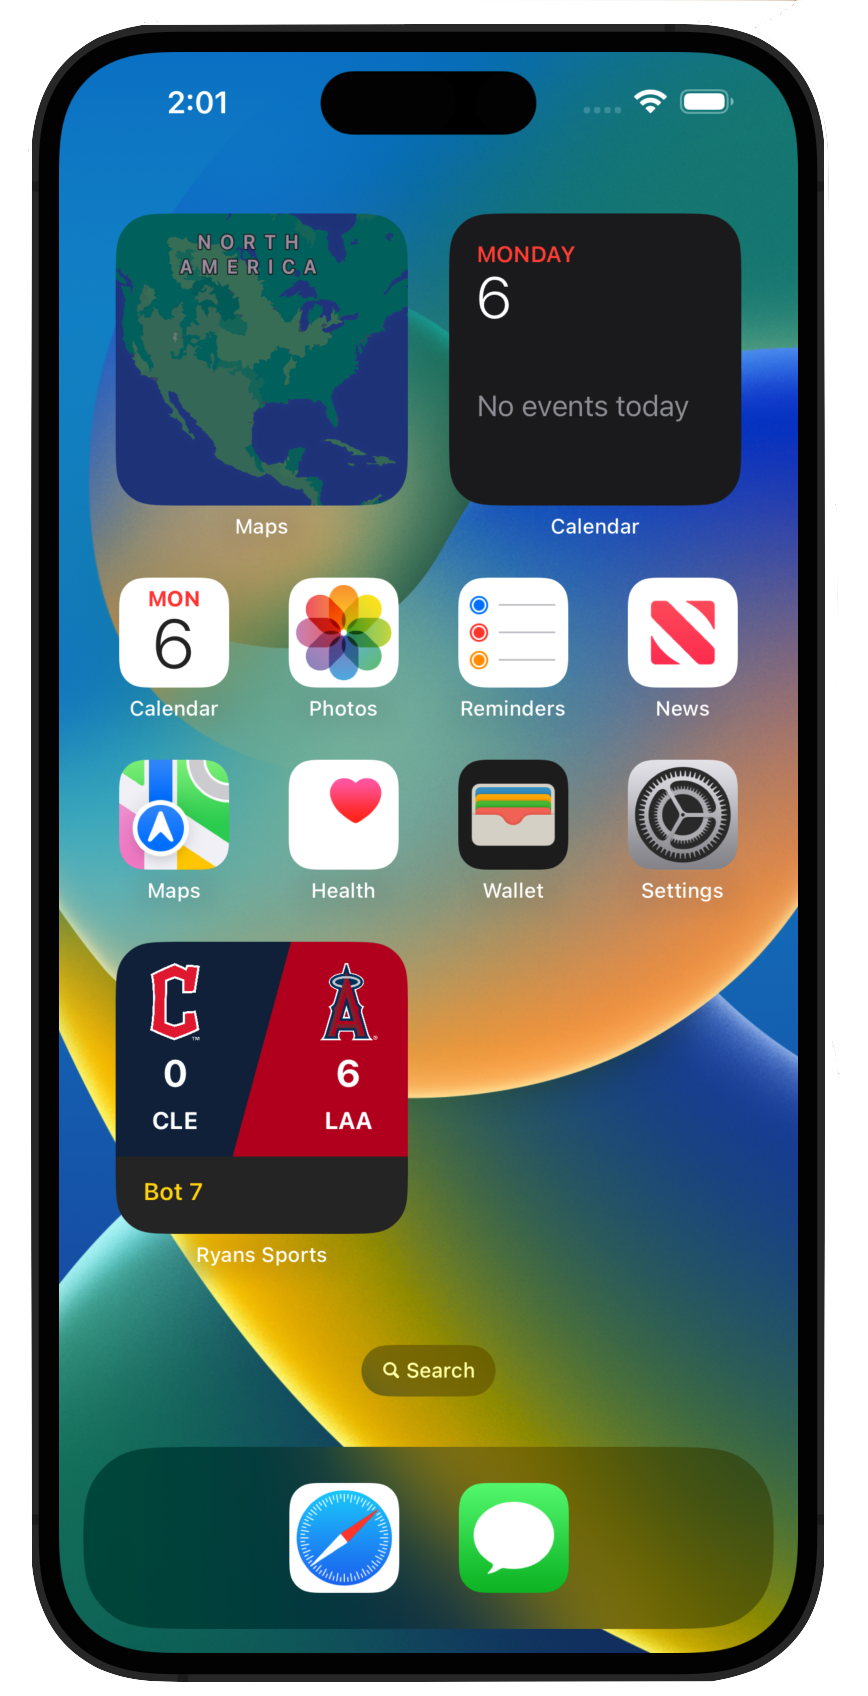 2:01
NORTH
AMERICA
MONDAY
6
No events today
Maps
Calendar
MON
6
Calendar
Photos
Reminders
News
Maps
Health
Wallet
Settings
C
TM
A
®
0
6
CLE
LAA
Bot 7
Ryans Sports
Search